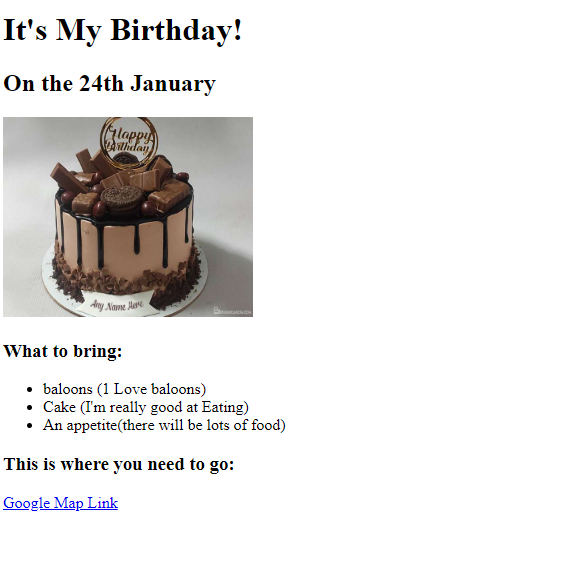 It's My Birthday!
On the 24th January
Happy
Birthday
Any Name Here
What to bring:
baloons (1 Love baloons)
Cake (I'm really good at Eating)
An appetite(there will be lots of food)
This is where you need to go:
Google Map Link